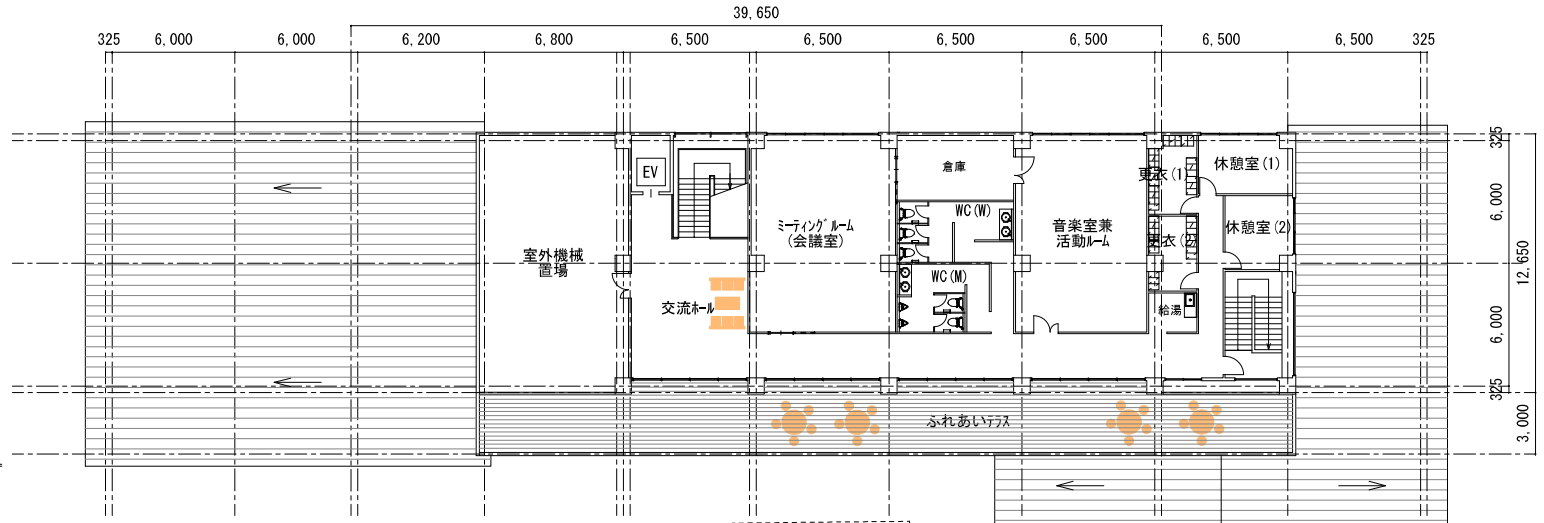 39,650
325 6,000 6,000 6,200 6,800 6,500 6,500 6,500 6,500 6,500 6,500 325
325
EV
倉庫
更衣(1)
休憩室(1)
6,000
WC(W)
ミーティングルーム
(会議室)
音楽室兼
活動ルーム
更衣(2)
休憩室(2)
室外機械
置場
12,650
WC(M)
交流ホール
給湯
6,000
325
ふれあいテラス
3,000